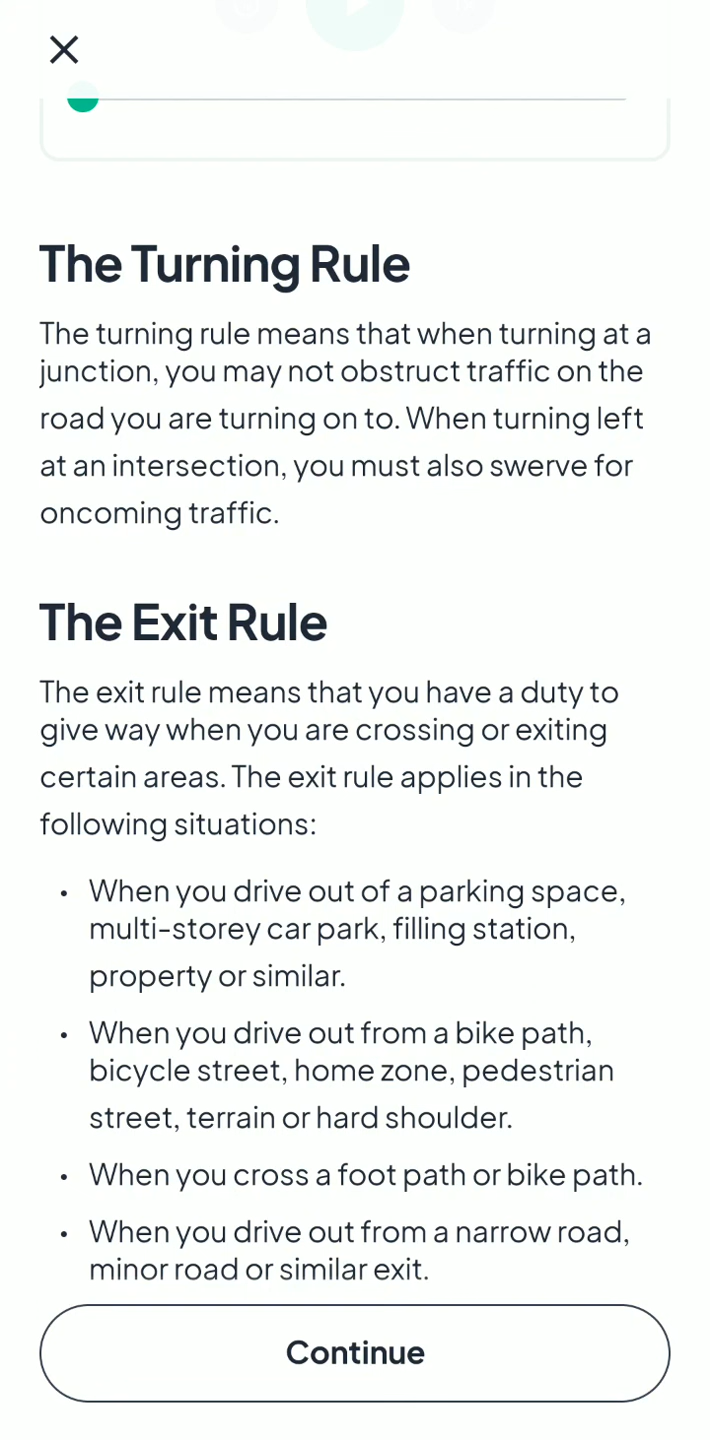 The Turning Rule
The turning rule means that when turning at a
junction, you may not obstruct traffic on the
road you are turning on to. When turning left
at an intersection, you must also swerve for
oncoming traffic.
The Exit Rule
The exit rule means that you have a duty to
give way when you are crossing or exiting
certain areas. The exit rule applies in the
following situations:
• When you drive out of a parking space,
multi-storey car park, filling station,
property or similar.
• When you drive out from a bike path,
bicycle street, home zone, pedestrian
street, terrain or hard shoulder.
• When you cross a foot path or bike path.
• When you drive out from a narrow road,
minor road or similar exit.
Continue